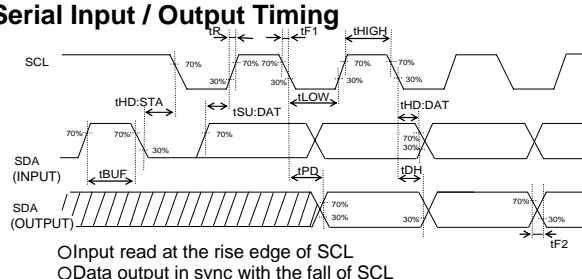 Serial Input / Output Timing
tR tF1 tHIGH
SCL 70% 70% 70% 70% 70% 70%
30% 30% 30% 30%
tHD:STA tSU:DAT tLOW tHD:DAT
70% 70% 70% 70%
30% 30%
SDA
(INPUT)
tBUF tPD tDH
SDA
(OUTPUT)
70% 70%
30% 30% 30%
tF2
○Input read at the rise edge of SCL
○Data output in sync with the fall of SCL